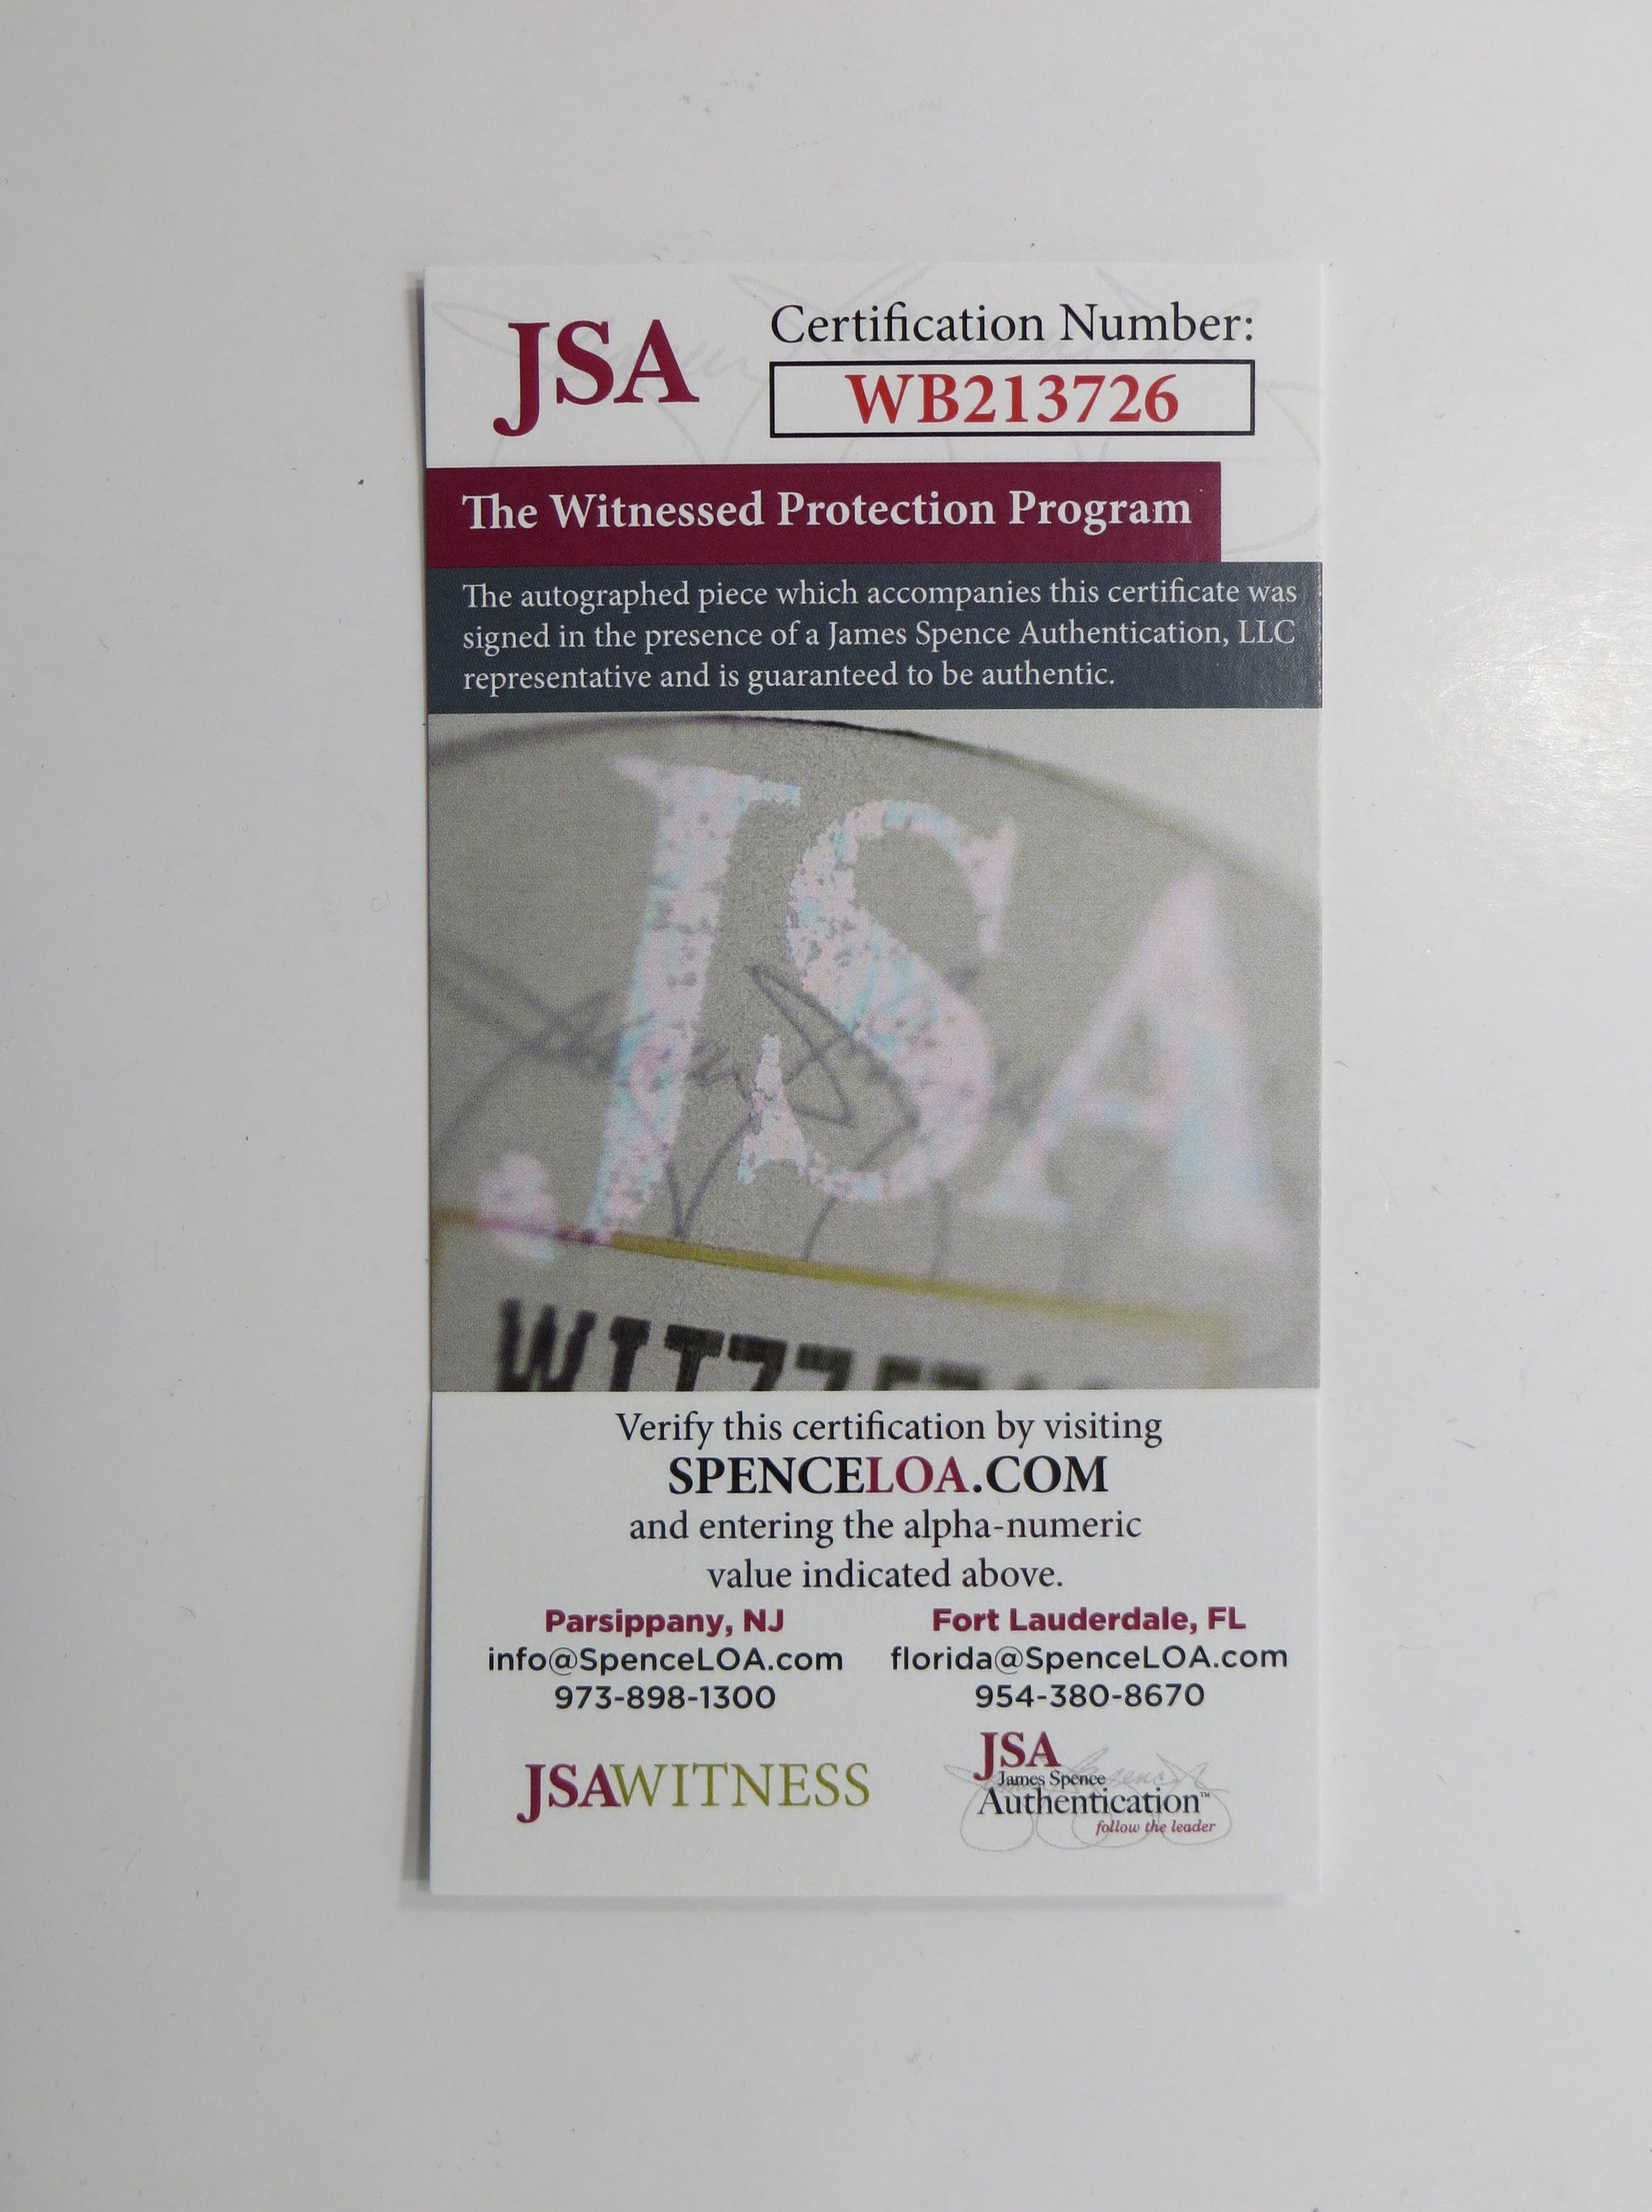 JSA
Certification Number:
WB213726
The Witnessed Protection Program
The autographed piece which accompanies this certificate was
signed in the presence of a James Spence Authentication, LLC
representative and is guaranteed to be authentic.
JSA
Verify this certification by visiting
SPENCELOA.COM
and entering the alpha-numeric
value indicated above.
Parsippany, NJ
info@SpenceLOA.com
973-898-1300
Fort Lauderdale, FL
florida@SpenceLOA.com
954-380-8670
JSAWITNESS
JSA
James Spence
Authentication™
follow the leader